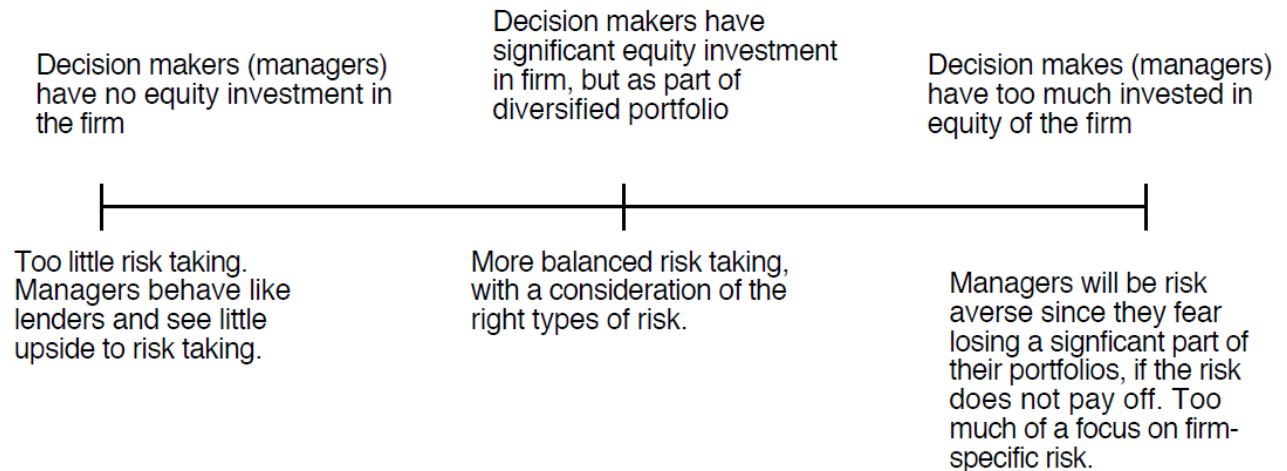 Decision makers (managers)
have no equity investment in
the firm
Decision makers have
significant equity investment
in firm, but as part of
diversified portfolio
Decision makes (managers)
have too much invested in
equity of the firm
Too little risk taking.
Managers behave like
lenders and see little
upside to risk taking.
More balanced risk taking,
with a consideration of the
right types of risk.
Managers will be risk
averse since they fear
losing a signficant part of
their portfolios, if the risk
does not pay off. Too
much of a focus on firm-
specific risk.